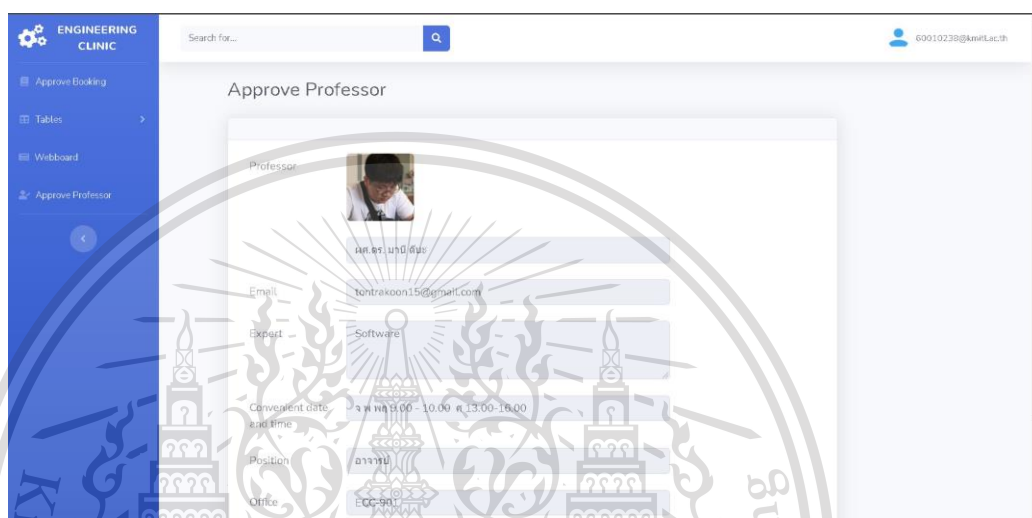 ENGINEERING
CLINIC
Search for...
60010238@kmitl.ac.th
Approve Booking
Tables
Webboard
Approve Professor
Approve Professor
Professor
ผศ.ดร. มานี
Email
tontrakoon15@gmail.com
Expert
Software
Convenient date
and time
จ พ พฤ 9.00 - 10.00 ศ 13.00-16.00
Position
อาจารย์
Office
ECC-901